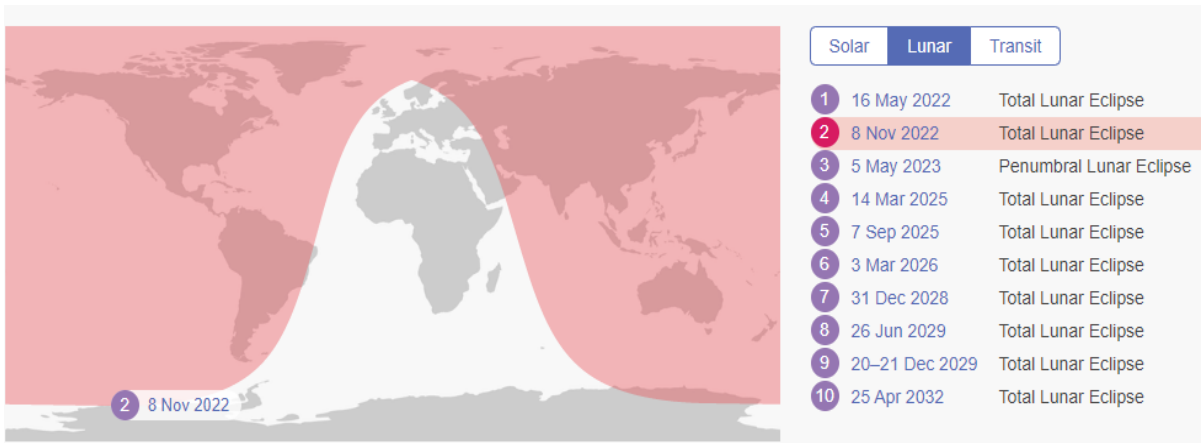 Solar Lunar Transit
1 16 May 2022 Total Lunar Eclipse
2 8 Nov 2022 Total Lunar Eclipse
3 5 May 2023 Penumbral Lunar Eclipse
4 14 Mar 2025 Total Lunar Eclipse
5 7 Sep 2025 Total Lunar Eclipse
6 3 Mar 2026 Total Lunar Eclipse
7 31 Dec 2028 Total Lunar Eclipse
8 26 Jun 2029 Total Lunar Eclipse
9 20–21 Dec 2029 Total Lunar Eclipse
10 25 Apr 2032 Total Lunar Eclipse
2 8 Nov 2022